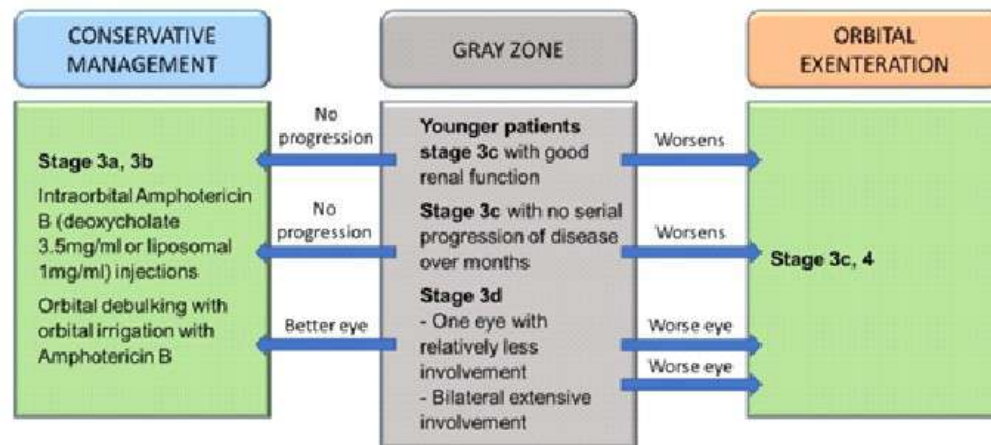 CONSERVATIVE
MANAGEMENT
GRAY ZONE
ORBITAL
EXENTERATION
Stage 3a, 3b
Intraorbital Amphotericin
B (deoxycholate
3.5mg/ml or liposomal
1mg/ml) injections
Orbital debulking with
orbital irrigation with
Amphotericin B
No
progression
No
progression
Better eye
Younger patients
stage 3c with good
renal function
Stage 3c with no serial
progression of disease
over months
Stage 3d
- One eye with
relatively less
involvement
- Bilateral extensive
involvement
Worsens
Worsens
Worse eye
Worse eye
Stage 3c, 4